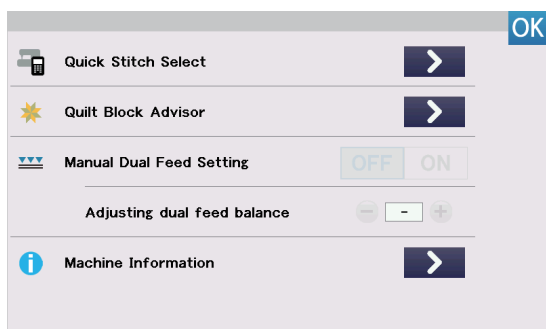 OK
Quick Stitch Select
Quilt Block Advisor
Manual Dual Feed Setting OFF ON
Adjusting dual feed balance - - +
Machine Information